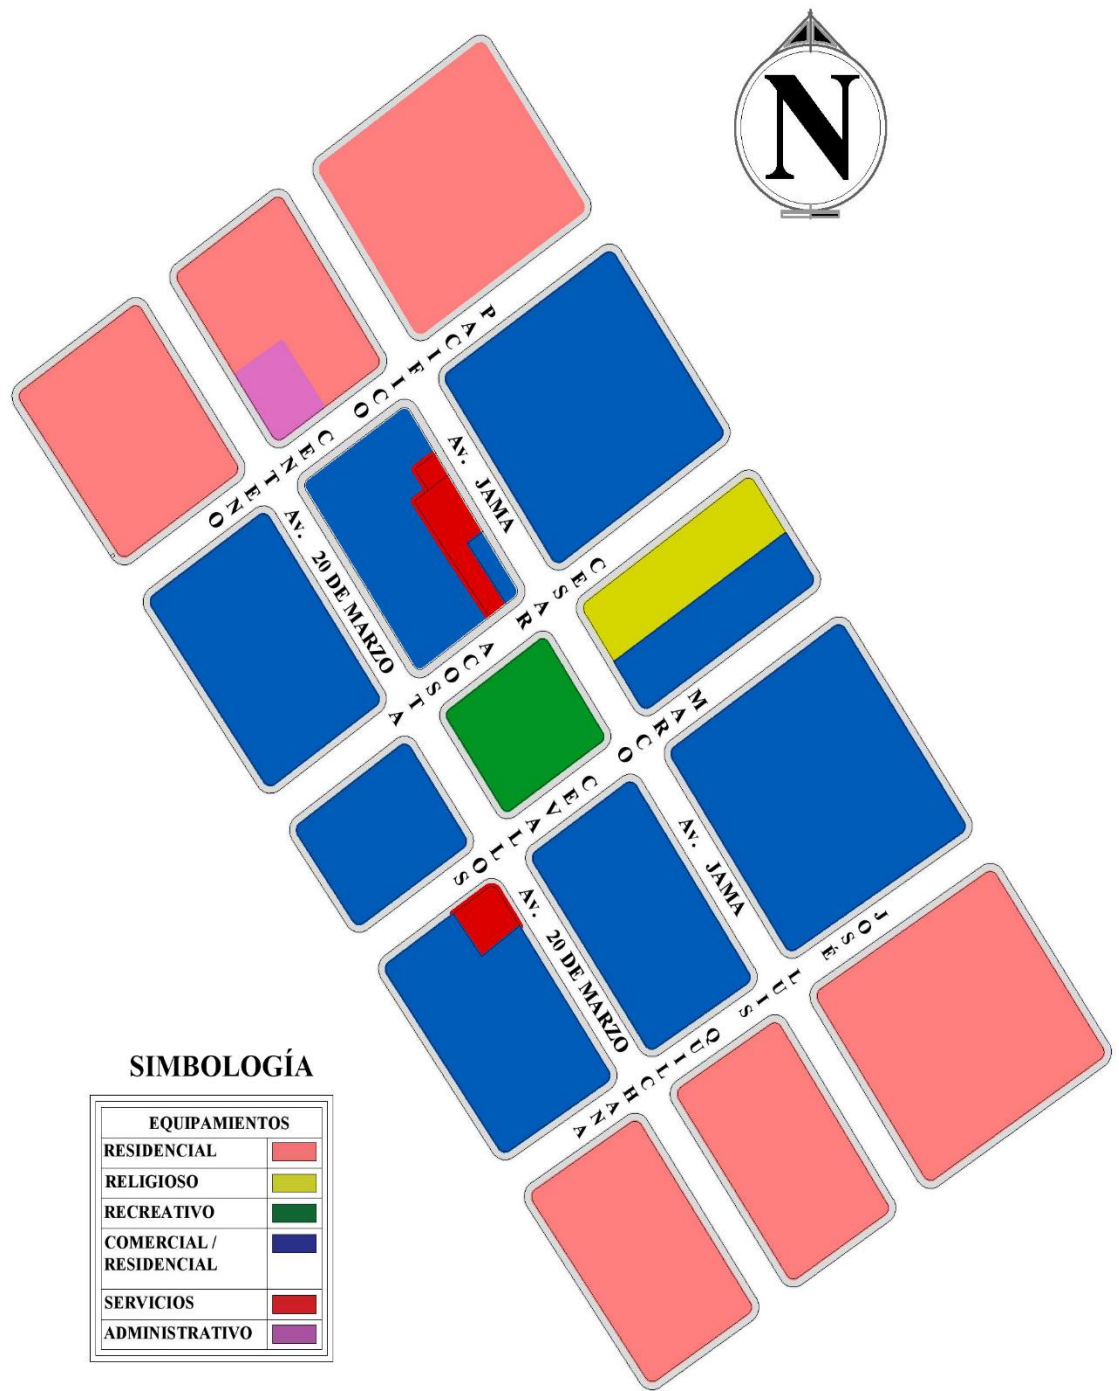 N
PACIFICO CENTENO
Av. JAMA
Av. 20 DE MARZO
CESAR ACOSTA
MARCO CEVALLOS
Av. JAMA
Av. 20 DE MARZO
JOSÉ LUIS QUILCHANA
SIMBOLOGÍA
EQUIPAMIENTOS
RESIDENCIAL
RELIGIOSO
RECREATIVO
COMERCIAL /
RESIDENCIAL
SERVICIOS
ADMINISTRATIVO